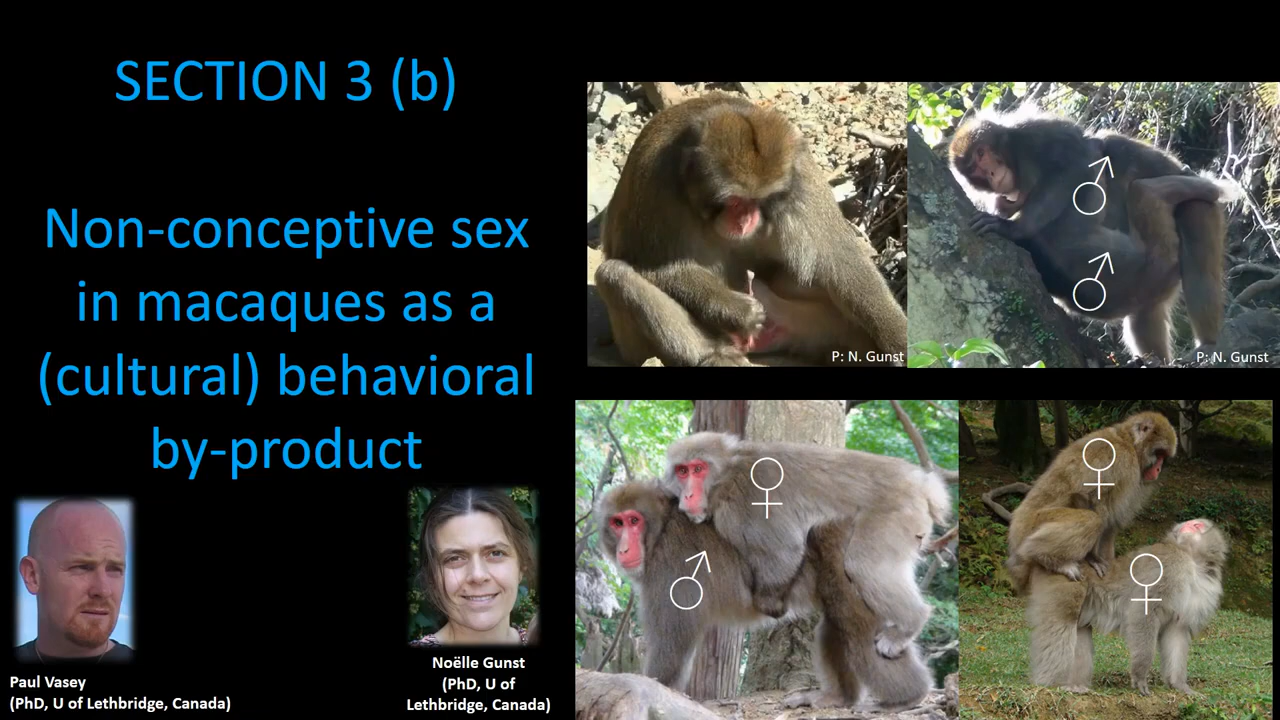 SECTION 3 (b)
Non-conceptive sex
in macaques as a
(cultural) behavioral
by-product
P: N. Gunst
P: N. Gunst
♂
♂
♀
♂
♀
♀
Paul Vasey
(PhD, U of Lethbridge, Canada)
Noëlle Gunst
(PhD, U of
Lethbridge, Canada)